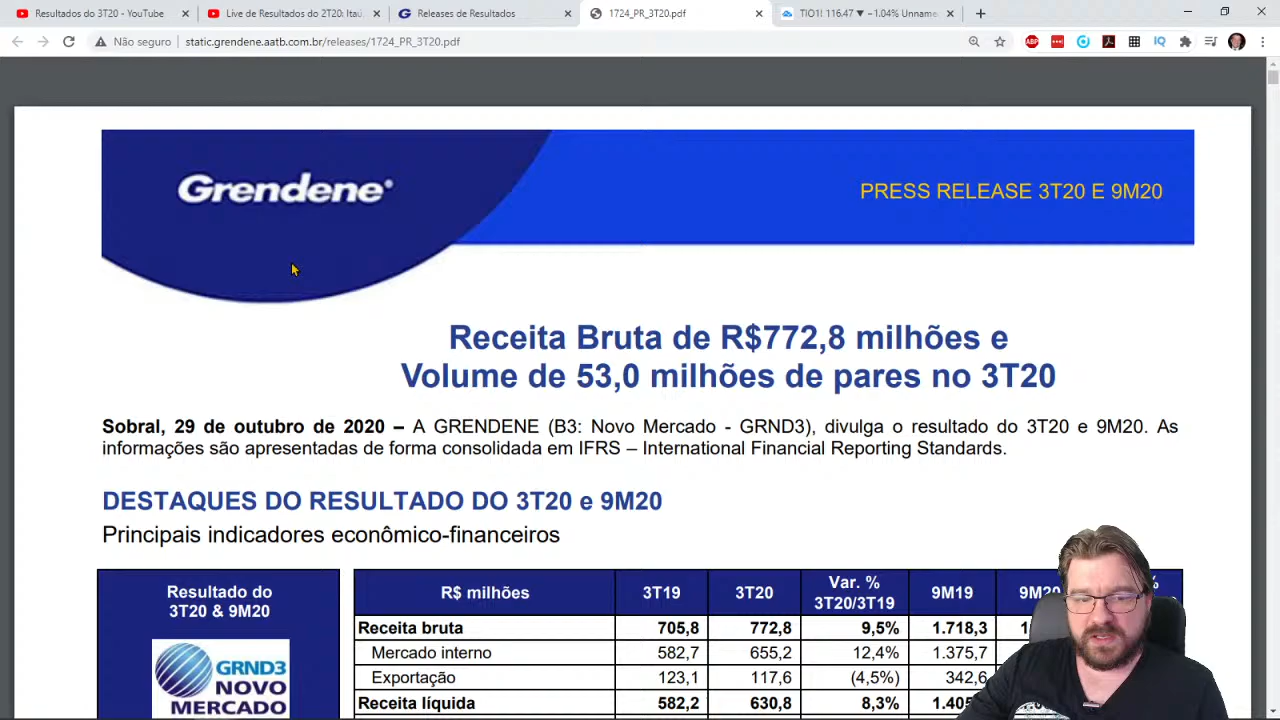 Resultados do 3T20 - YouTube
Live de Resultados do 2T20: Itaú
Releases de Resultados
1724_PR_3T20.pdf
TIO1! 116.47 ▼ −1.04% Unname
Não seguro
static.grendene.aatb.com.br/release/1724_PR_3T20.pdf
ABP
IQ
Grendene®
PRESS RELEASE 3T20 E 9M20
Receita Bruta de R$772,8 milhões e
Volume de 53,0 milhões de pares no 3T20
Sobral, 29 de outubro de 2020 – A GRENDENE (B3: Novo Mercado - GRND3), divulga o resultado do 3T20 e 9M20. As
informações são apresentadas de forma consolidada em IFRS – International Financial Reporting Standards.
DESTAQUES DO RESULTADO DO 3T20 e 9M20
Principais indicadores econômico-financeiros
Resultado do
3T20 & 9M20
GRND3
NOVO
MERCADO
R$ milhões 3T19 3T20 Var. % 3T20/3T19 9M19 9M20 %
Receita bruta 705,8 772,8 9,5% 1.718,3
Mercado interno 582,7 655,2 12,4% 1.375,7
Exportação 123,1 117,6 (4,5%) 342,6
Receita líquida 582,2 630,8 8,3% 1.405